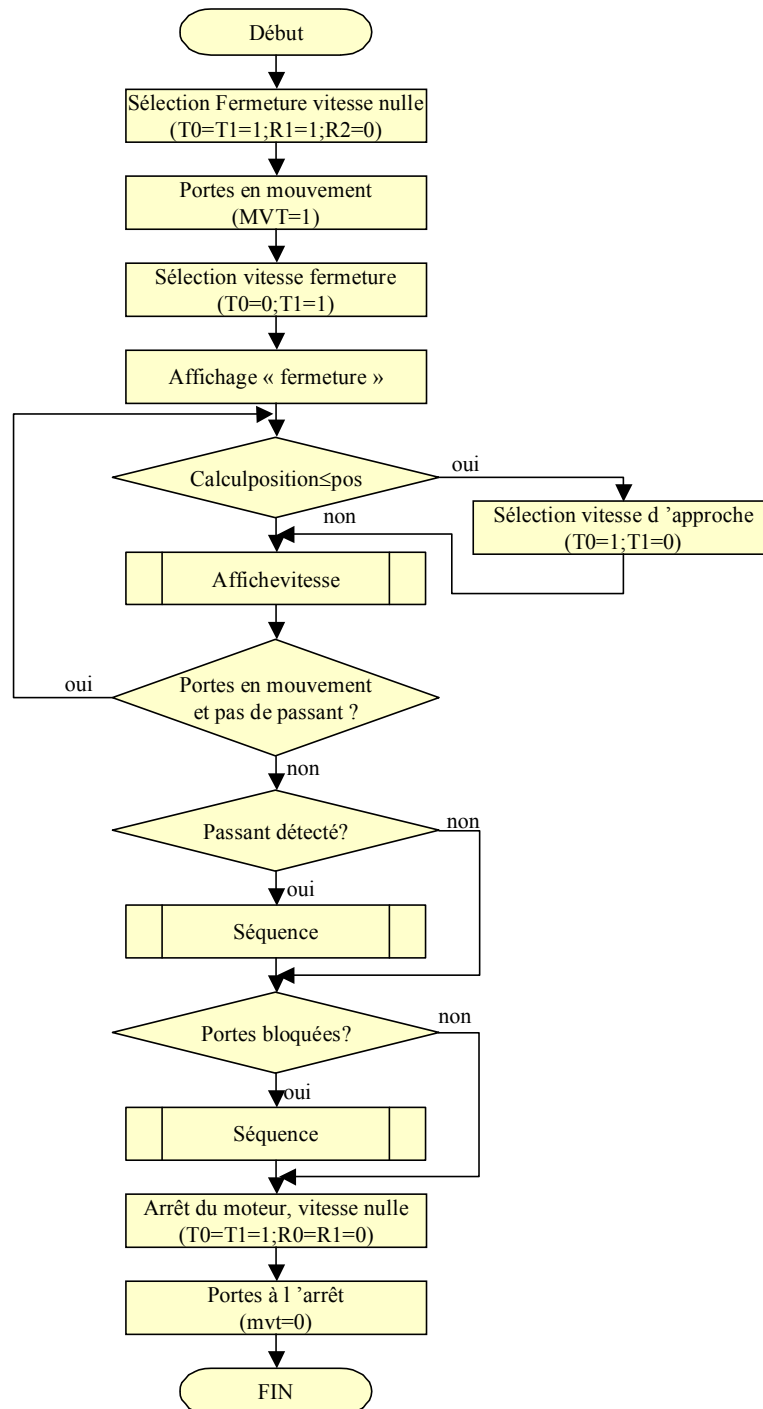 Début
Sélection Fermeture vitesse nulle
(T0=T1=1;R1=1;R2=0)
Portes en mouvement
(MVT=1)
Sélection vitesse fermeture
(T0=0;T1=1)
Affichage « fermeture »
Calculposition≤pos
oui
non
Sélection vitesse d ’approche
(T0=1;T1=0)
Affichevitesse
Portes en mouvement
et pas de passant ?
oui
non
Passant détecté?
non
oui
Séquence
Portes bloquées?
non
oui
Séquence
Arrêt du moteur, vitesse nulle
(T0=T1=1;R0=R1=0)
Portes à l ’arrêt
(mvt=0)
FIN